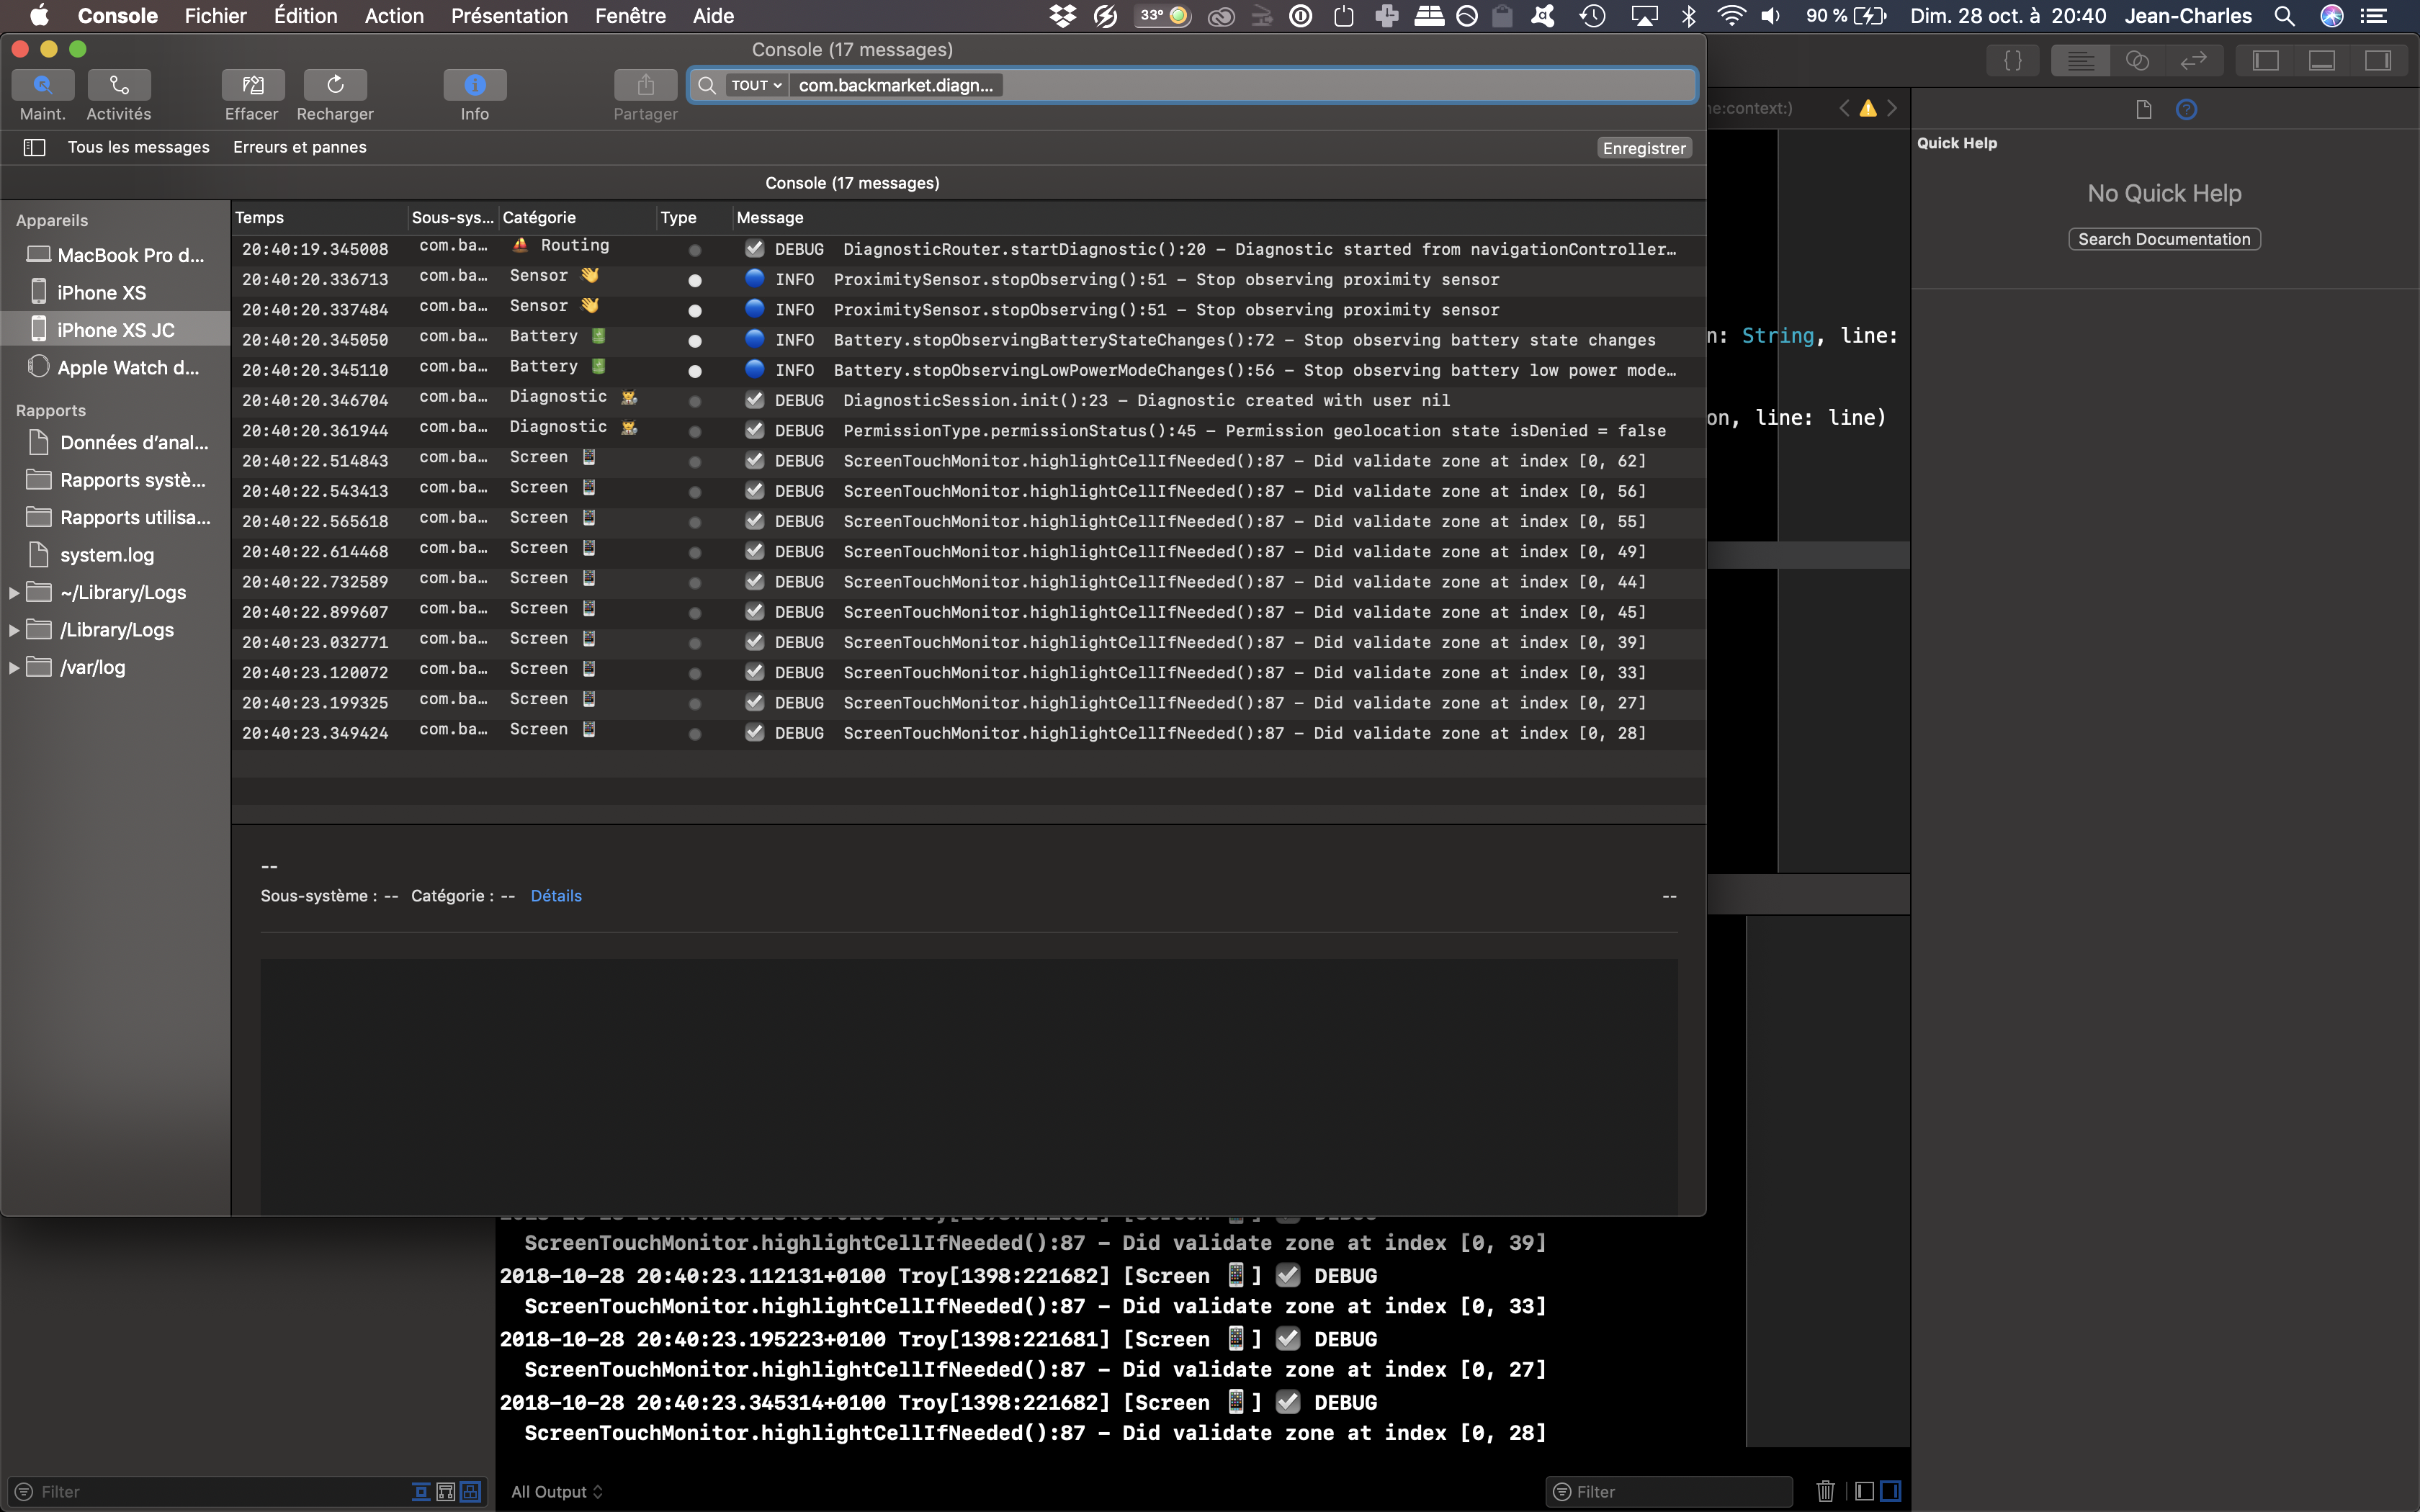 Console Fichier Édition Action Présentation Fenêtre Aide 33° 90 % Dim. 28 oct. à 20:40 Jean-Charles
Console (17 messages)
TOUT com.backmarket.diagn...
Maint. Activités Effacer Recharger Info Partager
Tous les messages Erreurs et pannes Enregistrer
Console (17 messages)
Appareils
MacBook Pro d...
iPhone XS
iPhone XS JC
Apple Watch d...
Rapports
Données d'anal...
Rapports systè...
Rapports utilisa...
system.log
~/Library/Logs
/Library/Logs
/var/log
Temps Sous-sys... Catégorie Type Message
20:40:19.345008 com.ba… ⛵ Routing ☑️ DEBUG DiagnosticRouter.startDiagnostic():20 – Diagnostic started from navigationController…
20:40:20.336713 com.ba… Sensor 👋 🔵 INFO ProximitySensor.stopObserving():51 – Stop observing proximity sensor
20:40:20.337484 com.ba… Sensor 👋 🔵 INFO ProximitySensor.stopObserving():51 – Stop observing proximity sensor
20:40:20.345050 com.ba… Battery 🔋 🔵 INFO Battery.stopObservingBatteryStateChanges():72 – Stop observing battery state changes
20:40:20.345110 com.ba… Battery 🔋 🔵 INFO Battery.stopObservingLowPowerModeChanges():56 – Stop observing battery low power mode…
20:40:20.346704 com.ba… Diagnostic ☑️ DEBUG DiagnosticSession.init():23 – Diagnostic created with user nil
20:40:20.361944 com.ba… Diagnostic ☑️ DEBUG PermissionType.permissionStatus():45 – Permission geolocation state isDenied = false
20:40:22.514843 com.ba… Screen 📱 ☑️ DEBUG ScreenTouchMonitor.highlightCellIfNeeded():87 – Did validate zone at index [0, 62]
20:40:22.543413 com.ba… Screen 📱 ☑️ DEBUG ScreenTouchMonitor.highlightCellIfNeeded():87 – Did validate zone at index [0, 56]
20:40:22.565618 com.ba… Screen 📱 ☑️ DEBUG ScreenTouchMonitor.highlightCellIfNeeded():87 – Did validate zone at index [0, 55]
20:40:22.614468 com.ba… Screen 📱 ☑️ DEBUG ScreenTouchMonitor.highlightCellIfNeeded():87 – Did validate zone at index [0, 49]
20:40:22.732589 com.ba… Screen 📱 ☑️ DEBUG ScreenTouchMonitor.highlightCellIfNeeded():87 – Did validate zone at index [0, 44]
20:40:22.899607 com.ba… Screen 📱 ☑️ DEBUG ScreenTouchMonitor.highlightCellIfNeeded():87 – Did validate zone at index [0, 45]
20:40:23.032771 com.ba… Screen 📱 ☑️ DEBUG ScreenTouchMonitor.highlightCellIfNeeded():87 – Did validate zone at index [0, 39]
20:40:23.120072 com.ba… Screen 📱 ☑️ DEBUG ScreenTouchMonitor.highlightCellIfNeeded():87 – Did validate zone at index [0, 33]
20:40:23.199325 com.ba… Screen 📱 ☑️ DEBUG ScreenTouchMonitor.highlightCellIfNeeded():87 – Did validate zone at index [0, 27]
20:40:23.349424 com.ba… Screen 📱 ☑️ DEBUG ScreenTouchMonitor.highlightCellIfNeeded():87 – Did validate zone at index [0, 28]
--
Sous-système : -- Catégorie : -- Détails --
ne:context:)
n: String, line:
on, line: line)
Quick Help
No Quick Help
Search Documentation
ScreenTouchMonitor.highlightCellIfNeeded():87 – Did validate zone at index [0, 39]
2018-10-28 20:40:23.112131+0100 Troy[1398:221682] [Screen 📱] ☑️ DEBUG
ScreenTouchMonitor.highlightCellIfNeeded():87 – Did validate zone at index [0, 33]
2018-10-28 20:40:23.195223+0100 Troy[1398:221681] [Screen 📱] ☑️ DEBUG
ScreenTouchMonitor.highlightCellIfNeeded():87 – Did validate zone at index [0, 27]
2018-10-28 20:40:23.345314+0100 Troy[1398:221682] [Screen 📱] ☑️ DEBUG
ScreenTouchMonitor.highlightCellIfNeeded():87 – Did validate zone at index [0, 28]
Filter All Output Filter